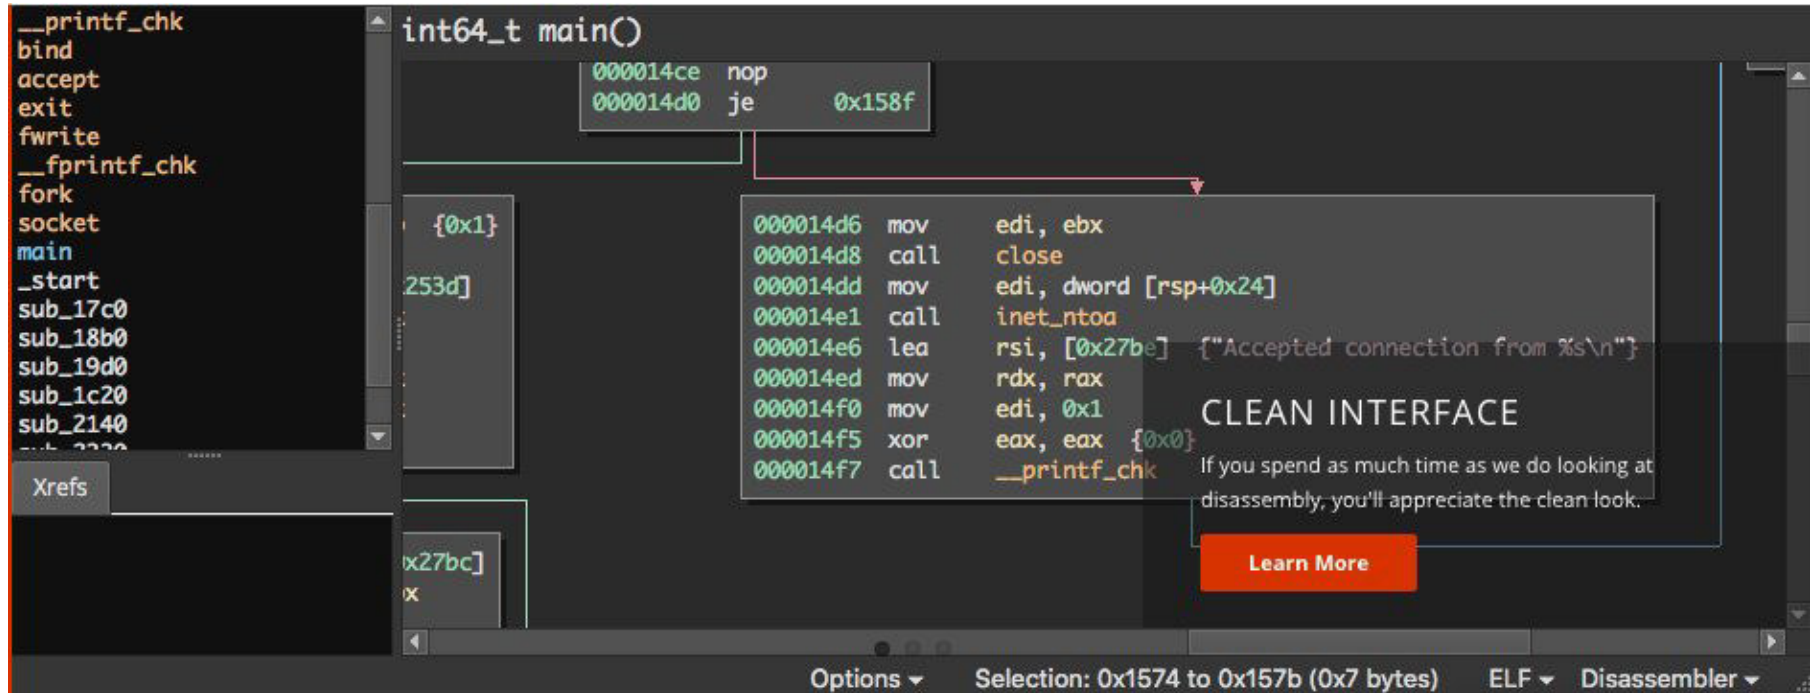 __printf_chk
bind
accept
exit
fwrite
__fprintf_chk
fork
socket
main
_start
sub_17c0
sub_18b0
sub_19d0
sub_1c20
sub_2140
Xrefs
int64_t main()
000014ce nop
000014d0 je 0x158f
{0x1}
253d]
000014d6 mov edi, ebx
000014d8 call close
000014dd mov edi, dword [rsp+0x24]
000014e1 call inet_ntoa
000014e6 lea rsi, [0x27be] {"Accepted connection from %s\n"}
000014ed mov rdx, rax
000014f0 mov edi, 0x1
000014f5 xor eax, eax {0x0}
000014f7 call __printf_chk
x27bc]
x
CLEAN INTERFACE
If you spend as much time as we do looking at
disassembly, you'll appreciate the clean look.
Learn More
Options Selection: 0x1574 to 0x157b (0x7 bytes) ELF Disassembler